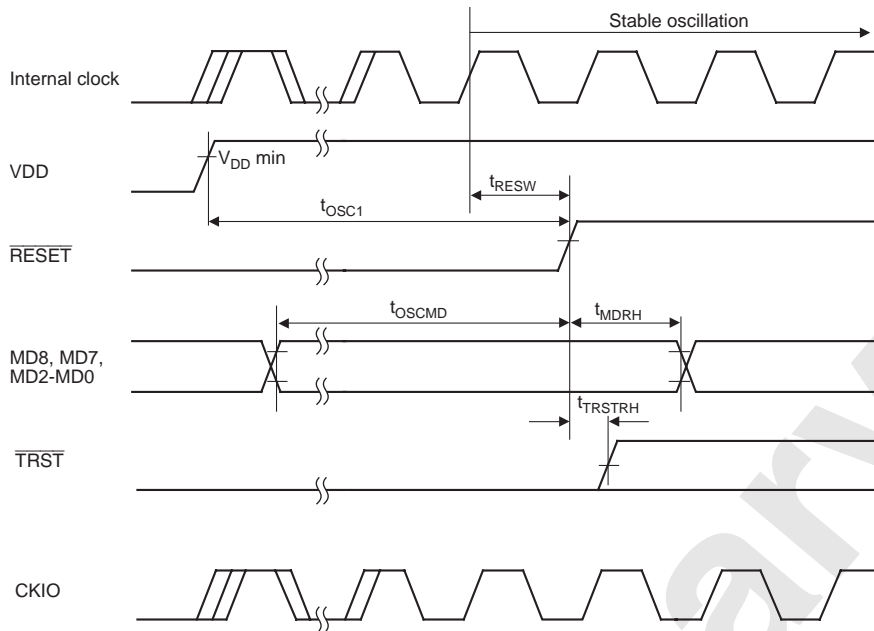 Stable oscillation
Internal clock
VDD
VDD min
tRESW
tOSC1
RESET
tOSCMD
tMDRH
MD8, MD7,
MD2-MD0
tTRSTRH
TRST
CKIO